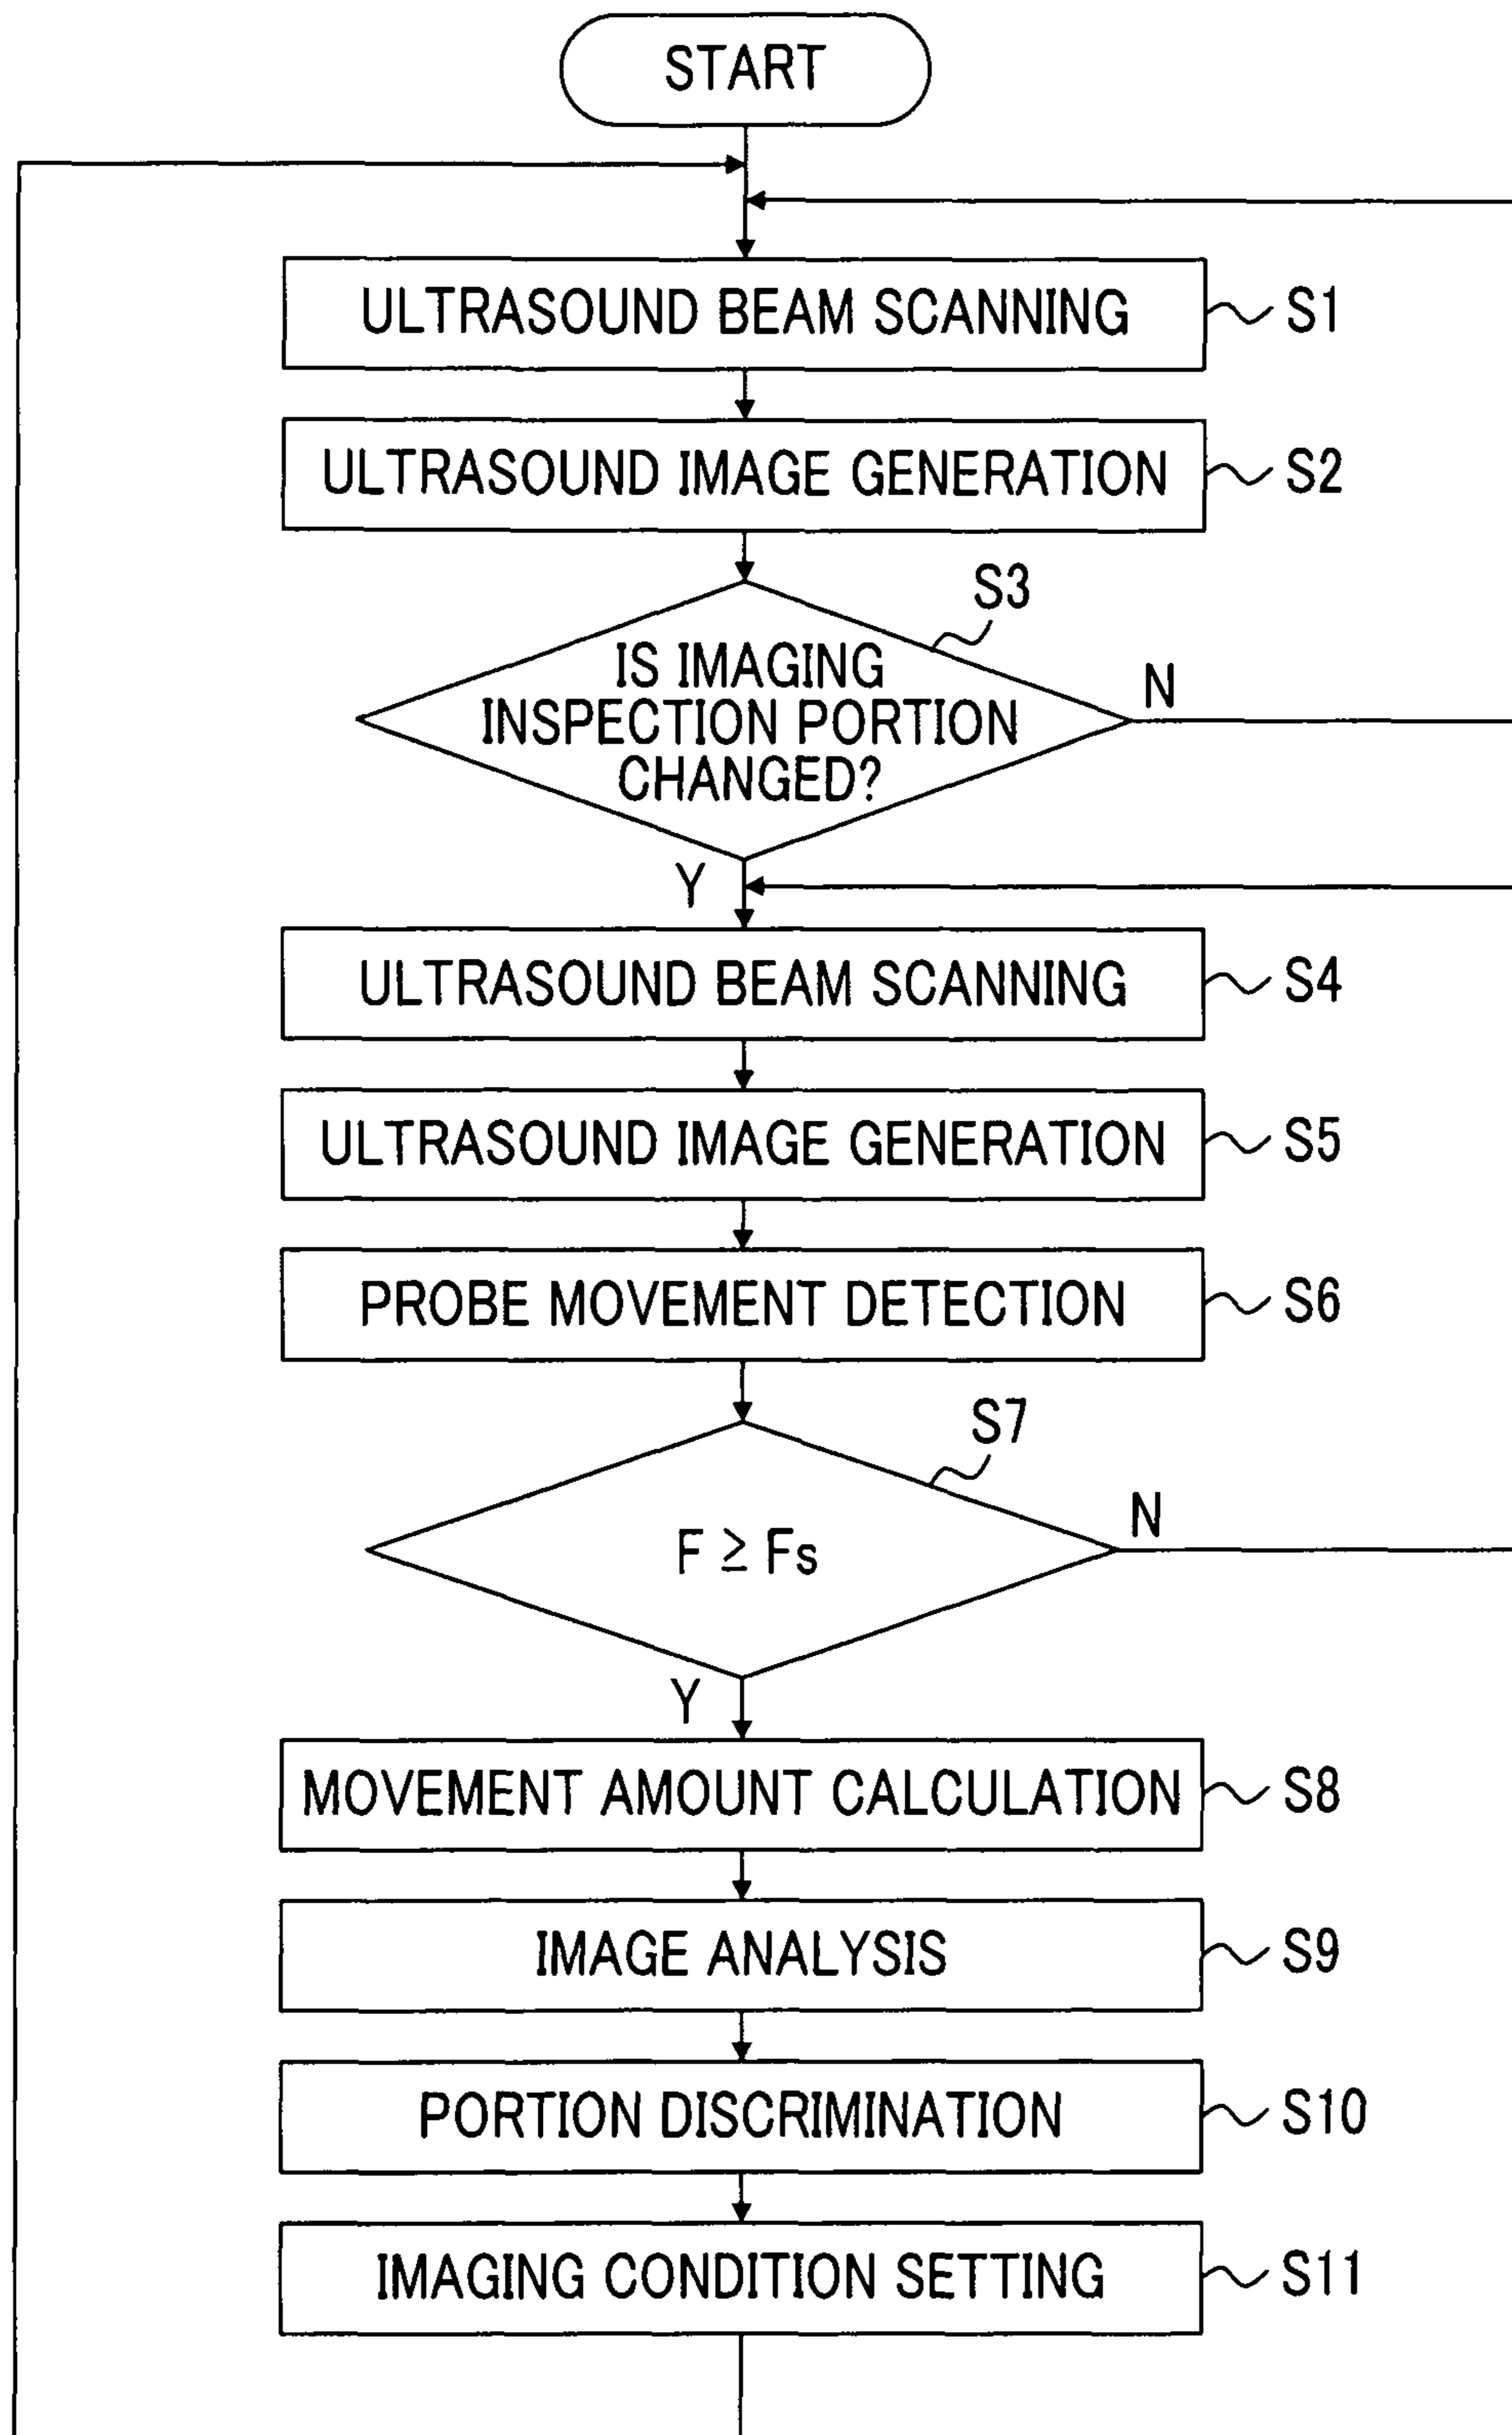 START
ULTRASOUND BEAM SCANNING
S1
ULTRASOUND IMAGE GENERATION
S2
S3
IS IMAGING
INSPECTION PORTION
CHANGED?
N
Y
ULTRASOUND BEAM SCANNING
S4
ULTRASOUND IMAGE GENERATION
S5
PROBE MOVEMENT DETECTION
S6
S7
F ≥ Fs
N
Y
MOVEMENT AMOUNT CALCULATION
S8
IMAGE ANALYSIS
S9
PORTION DISCRIMINATION
S10
IMAGING CONDITION SETTING
S11